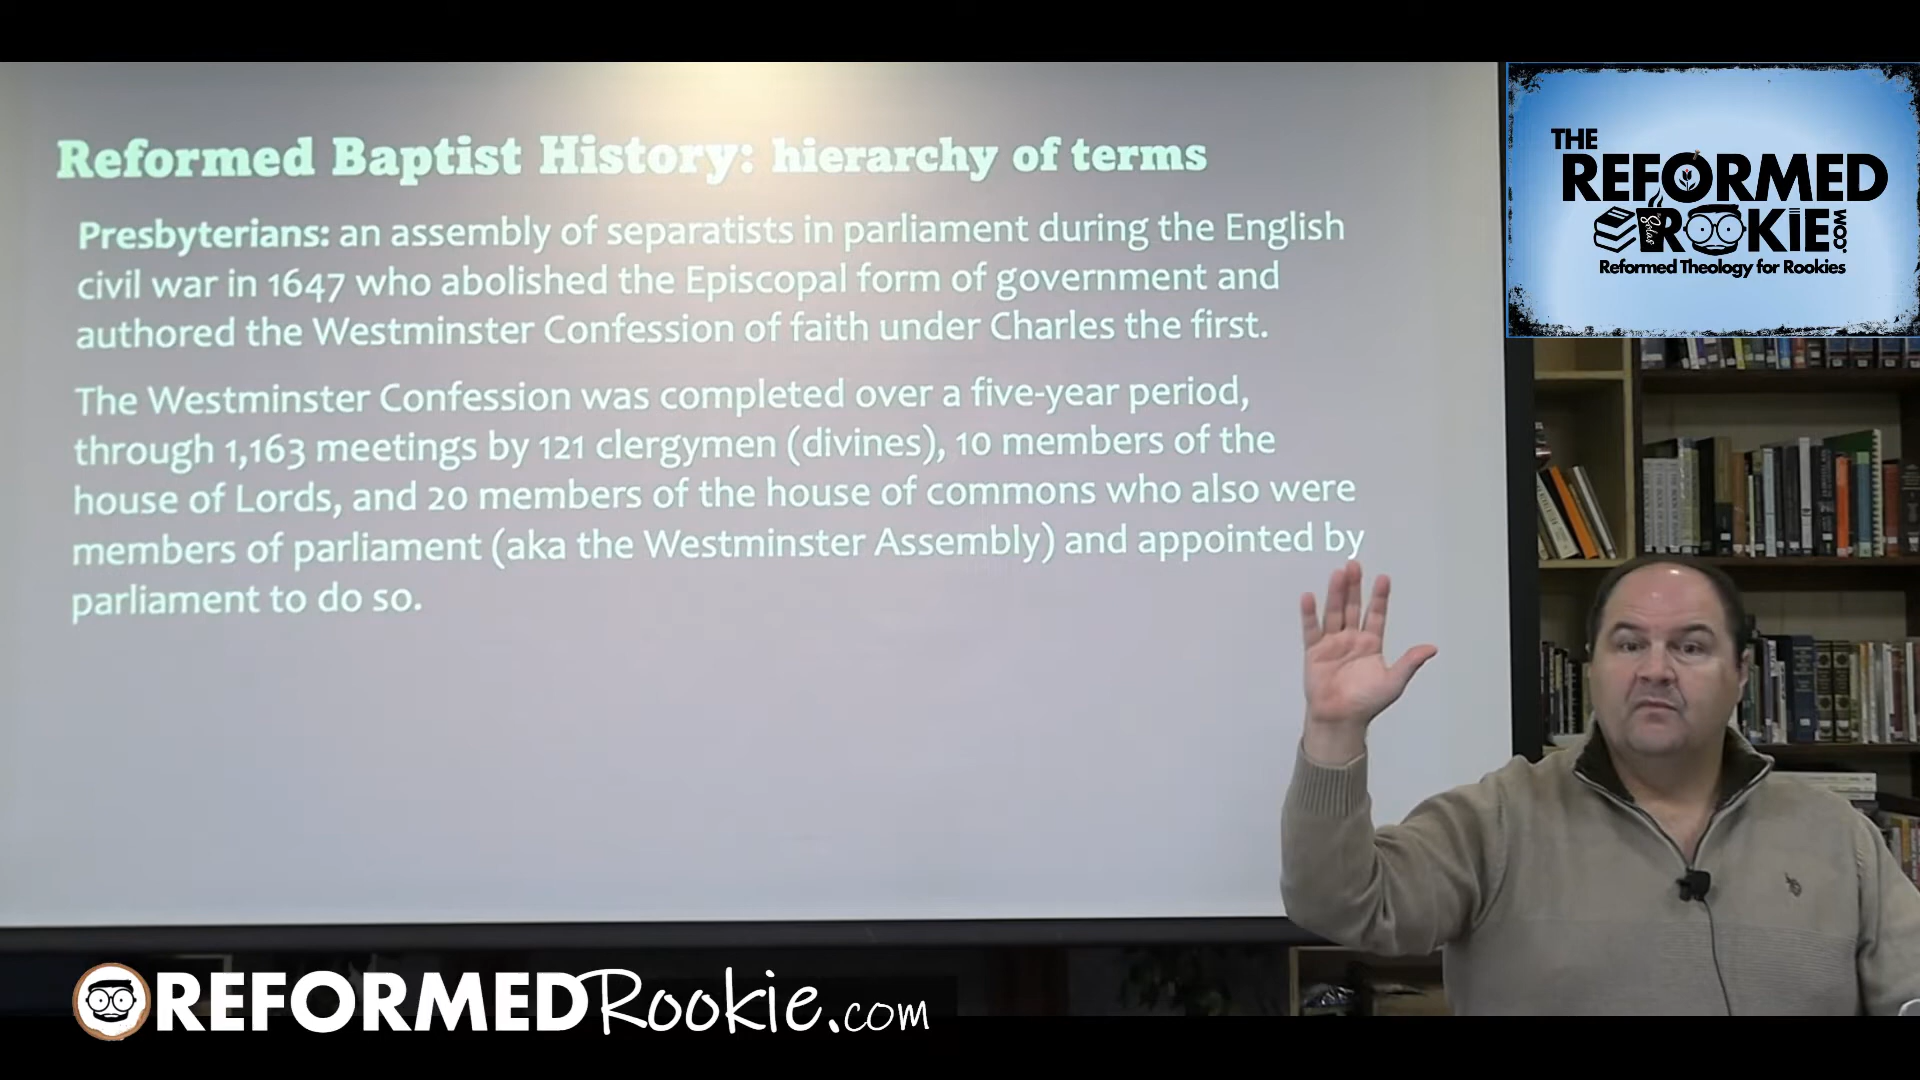 Reformed Baptist History: hierarchy of terms
Presbyterians: an assembly of separatists in parliament during the English
civil war in 1647 who abolished the Episcopal form of government and
authored the Westminster Confession of faith under Charles the first.
The Westminster Confession was completed over a five-year period,
through 1,163 meetings by 121 clergymen (divines), 10 members of the
house of Lords, and 20 members of the house of commons who also were
members of parliament (aka the Westminster Assembly) and appointed by
parliament to do so.
THE
REFORMED
ROOKIE.COM
Solas
Reformed Theology for Rookies
REFORMEDRookie.com